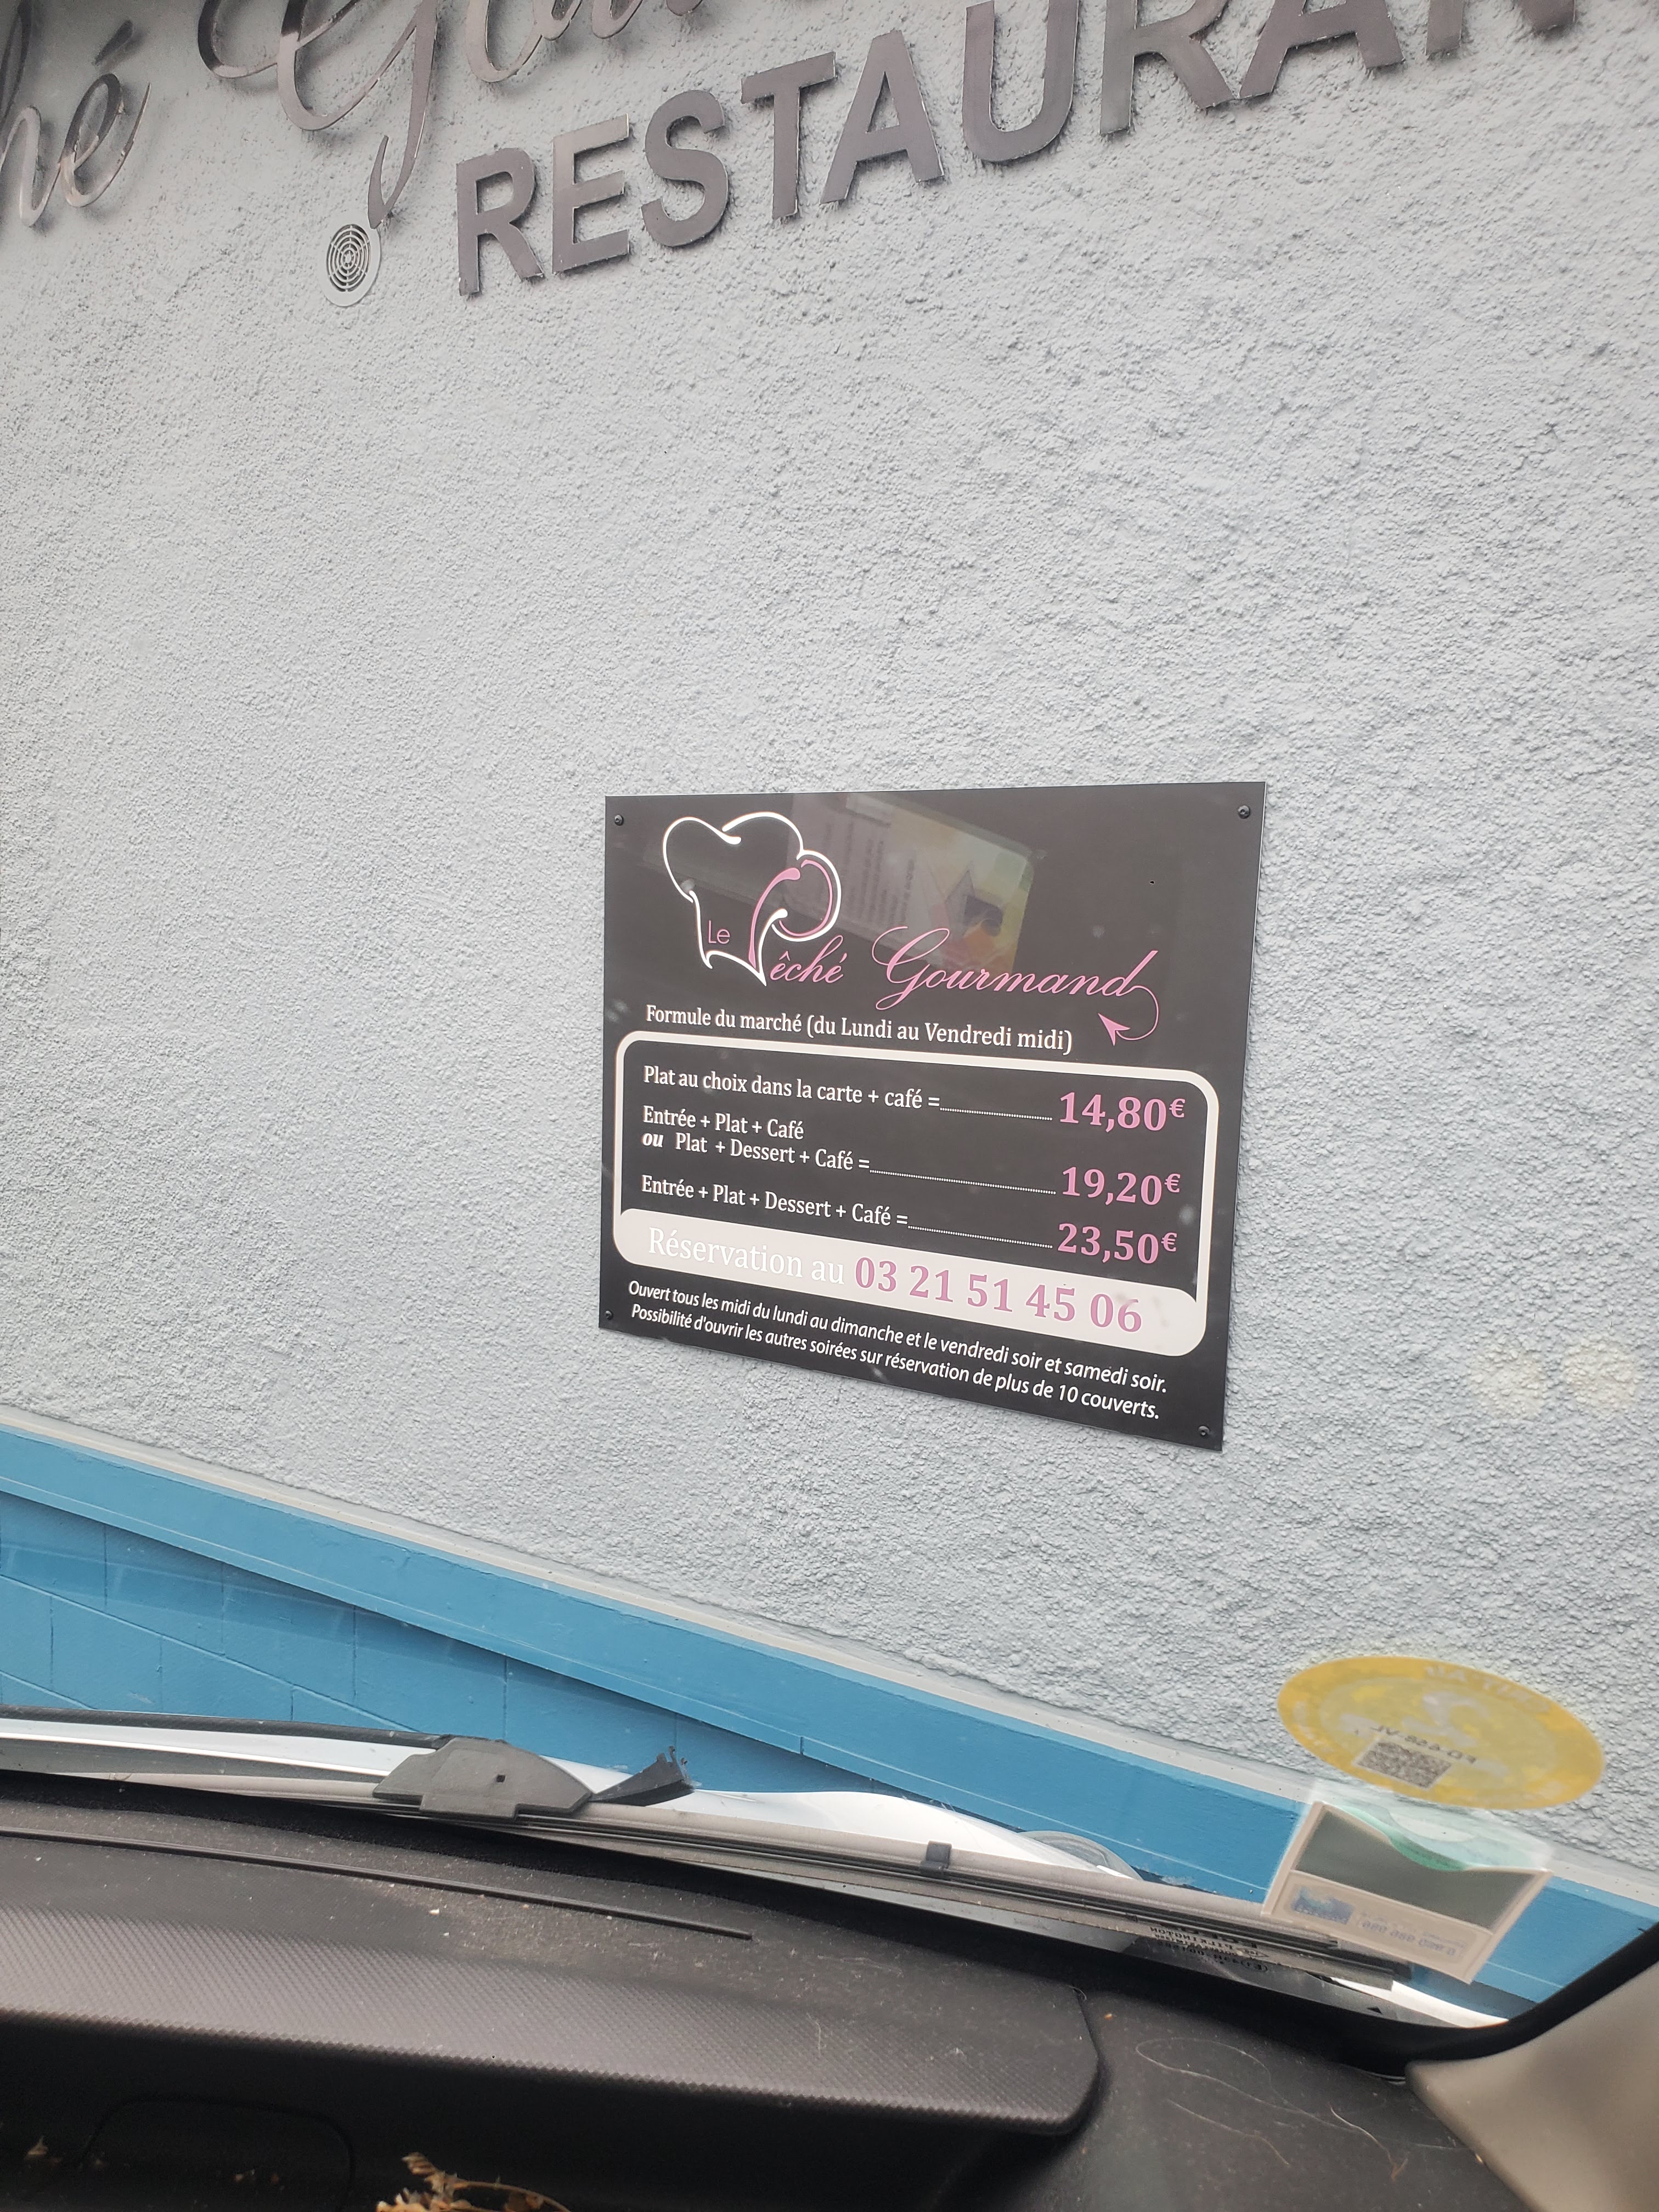 hé Gou
RESTAURAN
Le Pêché Gourmand
Formule du marché (du Lundi au Vendredi midi)
Plat au choix dans la carte + café = 14,80€
Entrée + Plat + Café
ou Plat + Dessert + Café = 19,20€
Entrée + Plat + Dessert + Café = 23,50€
Réservation au 03 21 51 45 06
Ouvert tous les midi du lundi au dimanche et le vendredi soir et samedi soir.
Possibilité d'ouvrir les autres soirées sur réservation de plus de 10 couverts.